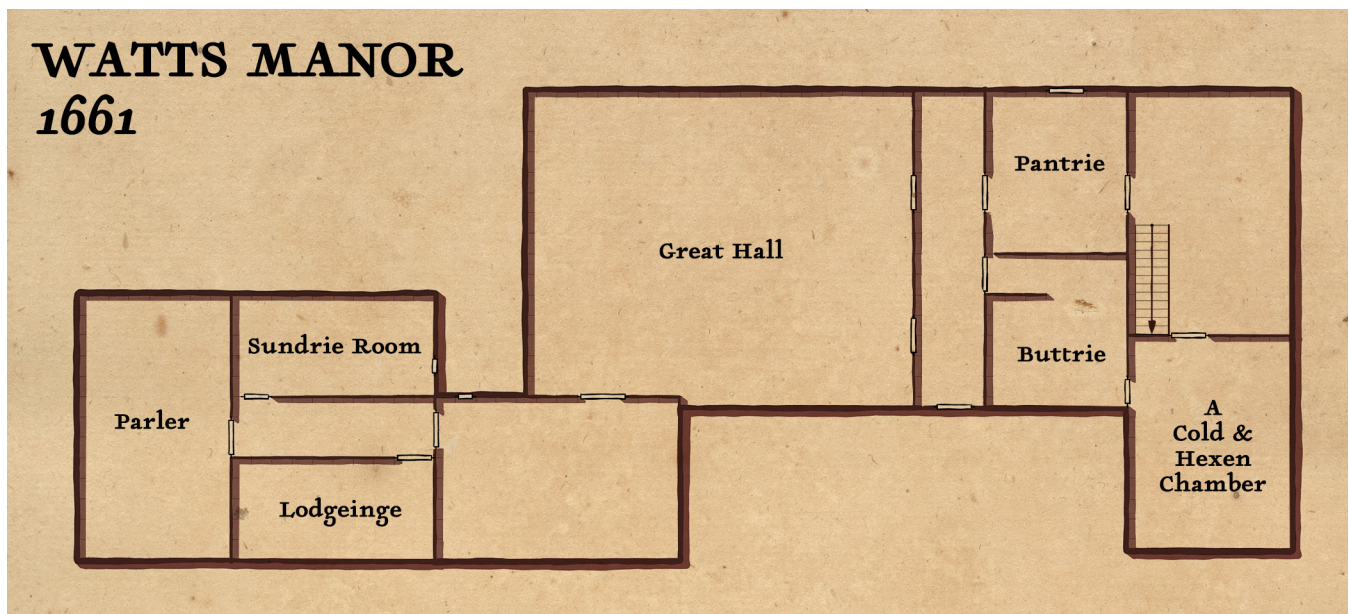 WATTS MANOR
1661
Pantrie
Great Hall
Sundrie Room
Buttrie
Parler
A
Cold &
Hexen
Chamber
Lodgeinge